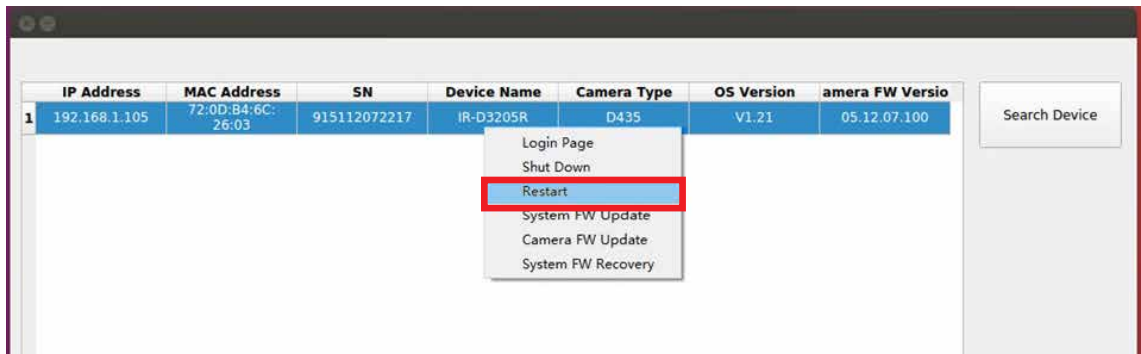 IP Address MAC Address SN Device Name Camera Type OS Version amera FW Versio
1 192.168.1.105 72:0D:B4:6C: 915112072217 IR-D3205R D435 V1.21 05.12.07.100
26:03
Search Device
Login Page
Shut Down
Restart
System FW Update
Camera FW Update
System FW Recovery